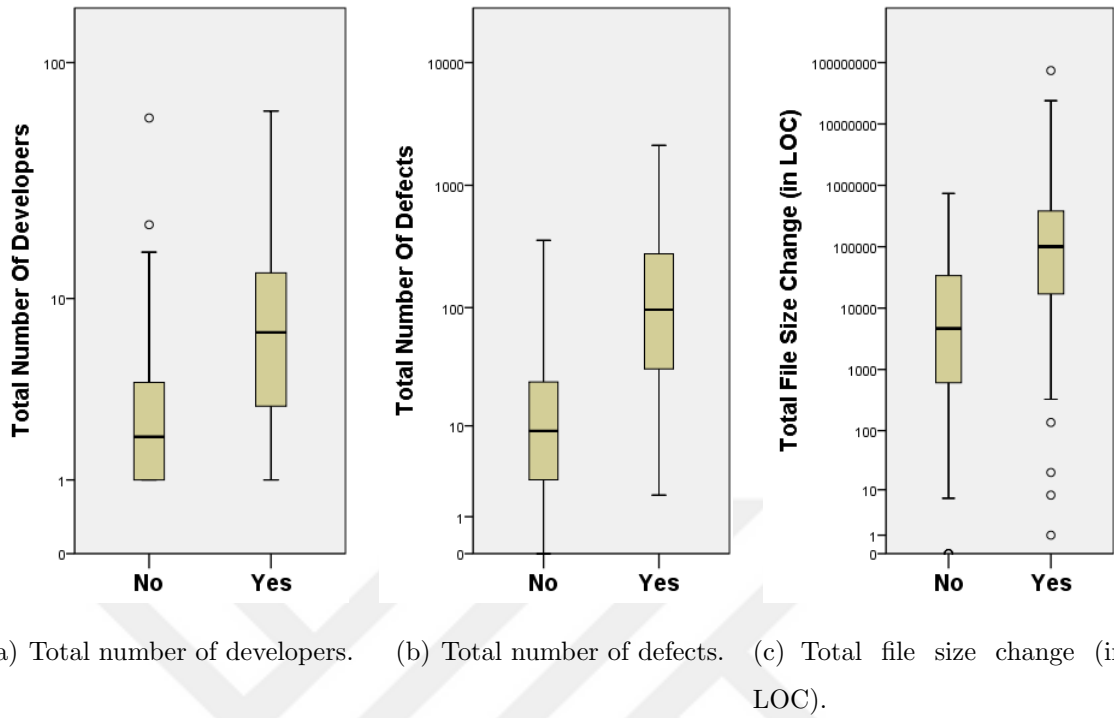 Total Number Of Developers
100
10
1
0
No Yes
Total Number Of Defects
10000
1000
100
10
1
0
No Yes
Total File Size Change (in LOC)
100000000
10000000
1000000
100000
10000
1000
100
10
1
0
No Yes
a) Total number of developers.
(b) Total number of defects.
(c) Total file size change (in
LOC).